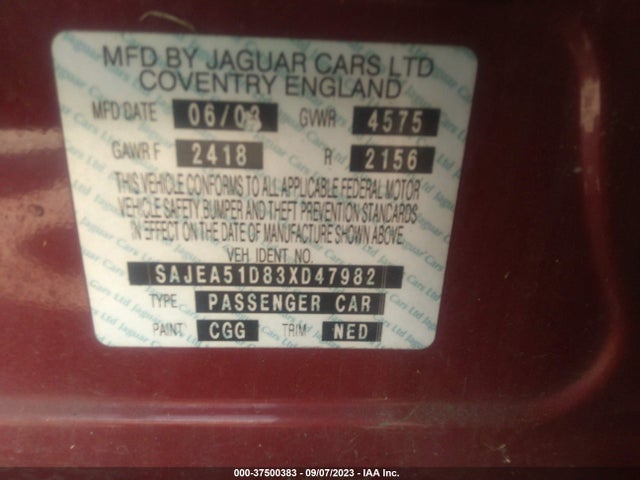 MFD BY JAGUAR CARS LTD
COVENTRY ENGLAND
MFD DATE 06/03 GVWR 4575
GAWR F 2418 R 2156
THIS VEHICLE CONFORMS TO ALL APPLICABLE FEDERAL MOTOR
VEHICLE SAFETY BUMPER AND THEFT PREVENTION STANDARDS
IN EFFECT ON THE DATE OF MANUFACTURE SHOWN ABOVE.
VEH IDENT NO.
SAJEA51D83XD47982
TYPE PASSENGER CAR
PAINT CGG TRIM NED
000-37500383 - 09/07/2023 - IAA Inc.